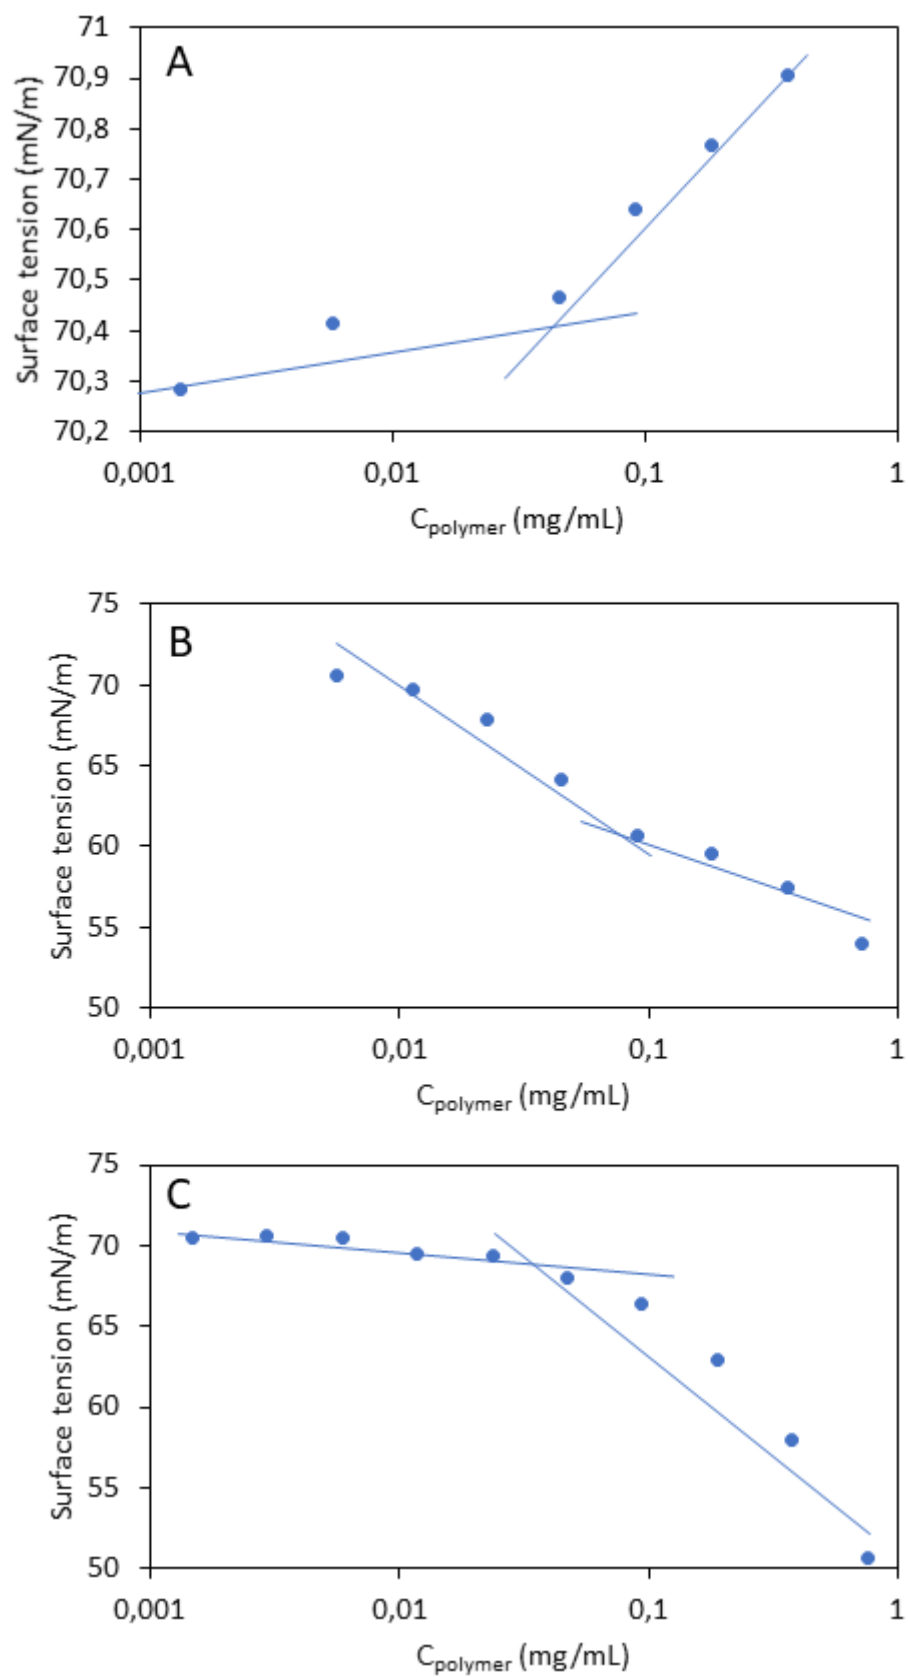 A
Surface tension (mN/m)
71
70,9
70,8
70,7
70,6
70,5
70,4
70,3
70,2
0,001 0,01 0,1 1
Cpolymer (mg/mL)
B
Surface tension (mN/m)
75
70
65
60
55
50
0,001 0,01 0,1 1
Cpolymer (mg/mL)
C
Surface tension (mN/m)
75
70
65
60
55
50
0,001 0,01 0,1 1
Cpolymer (mg/mL)